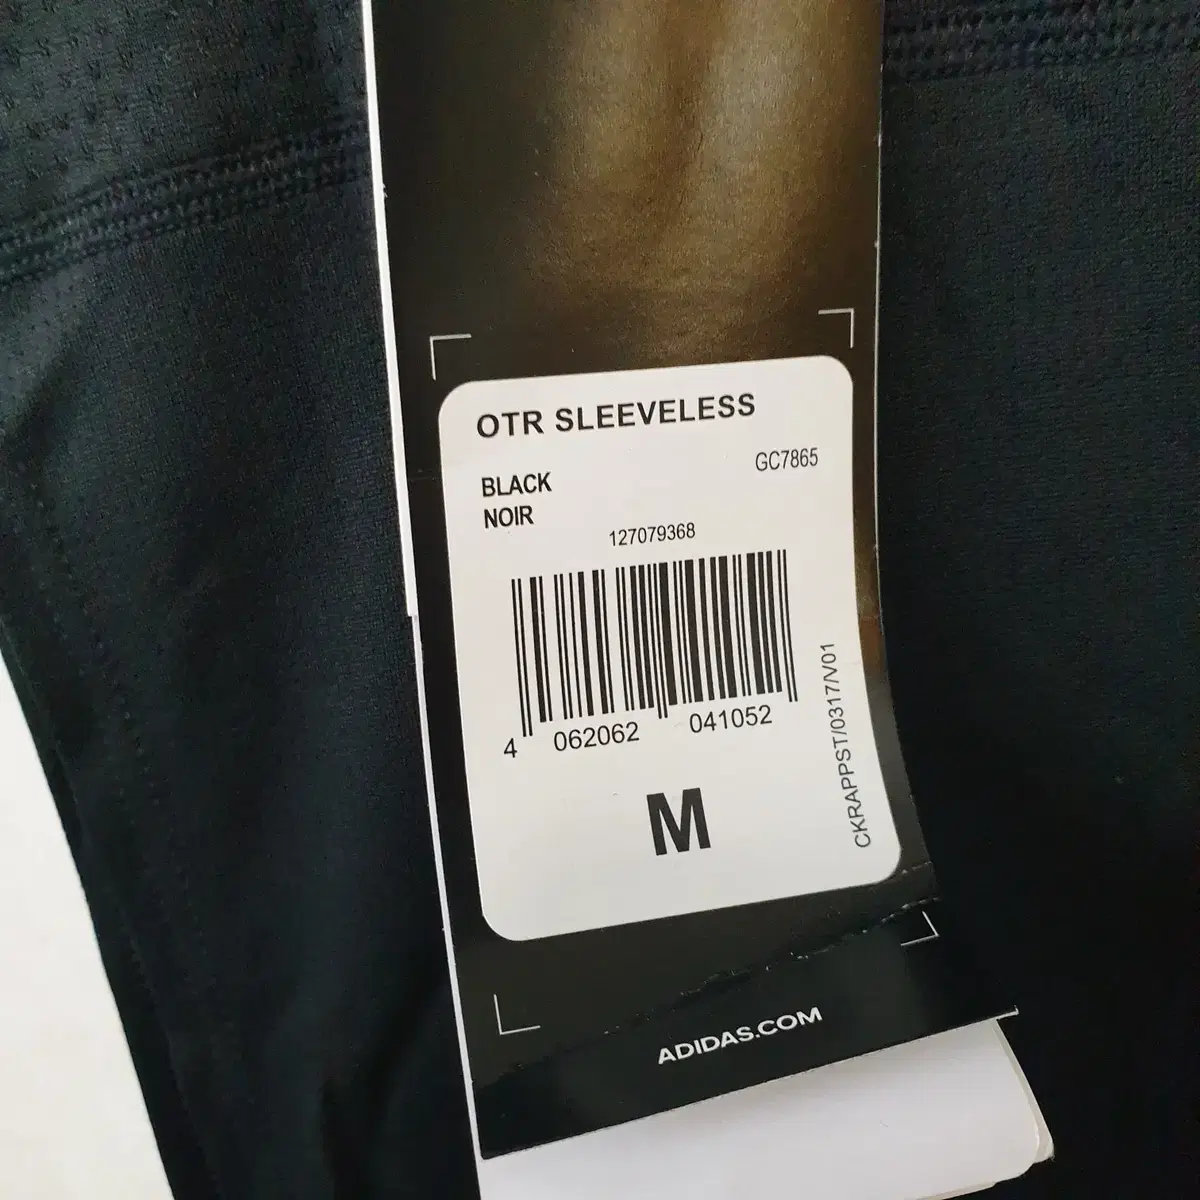 OTR SLEEVELESS
GC7865
BLACK
NOIR
127079368
4 062062 041052
M
CKRAPPST/0317/V01
ADIDAS.COM